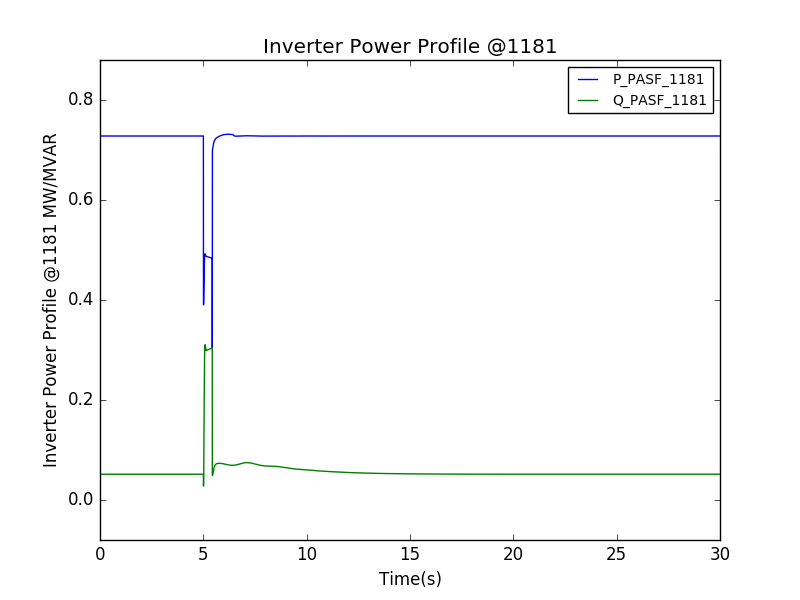 Inverter Power Profile @1181
P_PASF_1181
Q_PASF_1181
Inverter Power Profile @1181 MW/MVAR
0.8
0.6
0.4
0.2
0.0
0 5 10 15 20 25 30
Time(s)